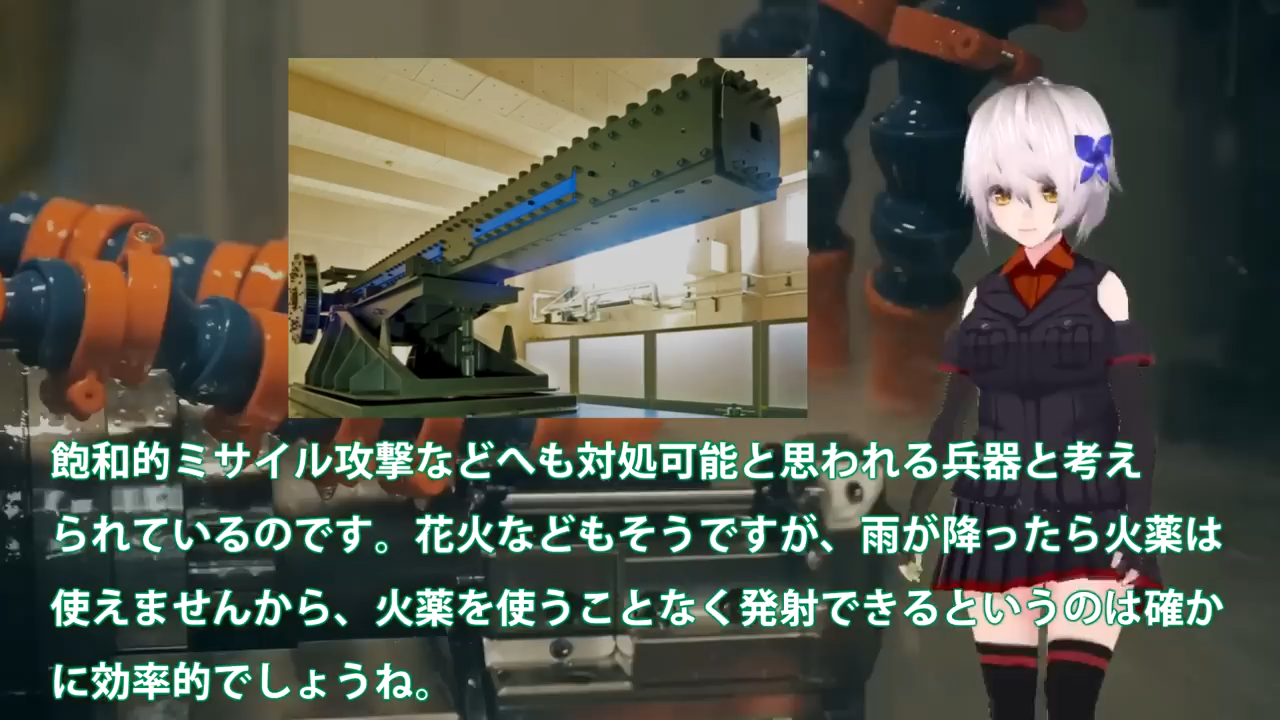 飽和的ミサイル攻撃などへも対処可能と思われる兵器と考え
られているのです。花火などもそうですが、雨が降ったら火薬は
使えませんから、火薬を使うことなく発射できるというのは確か
に効率的でしょうね。